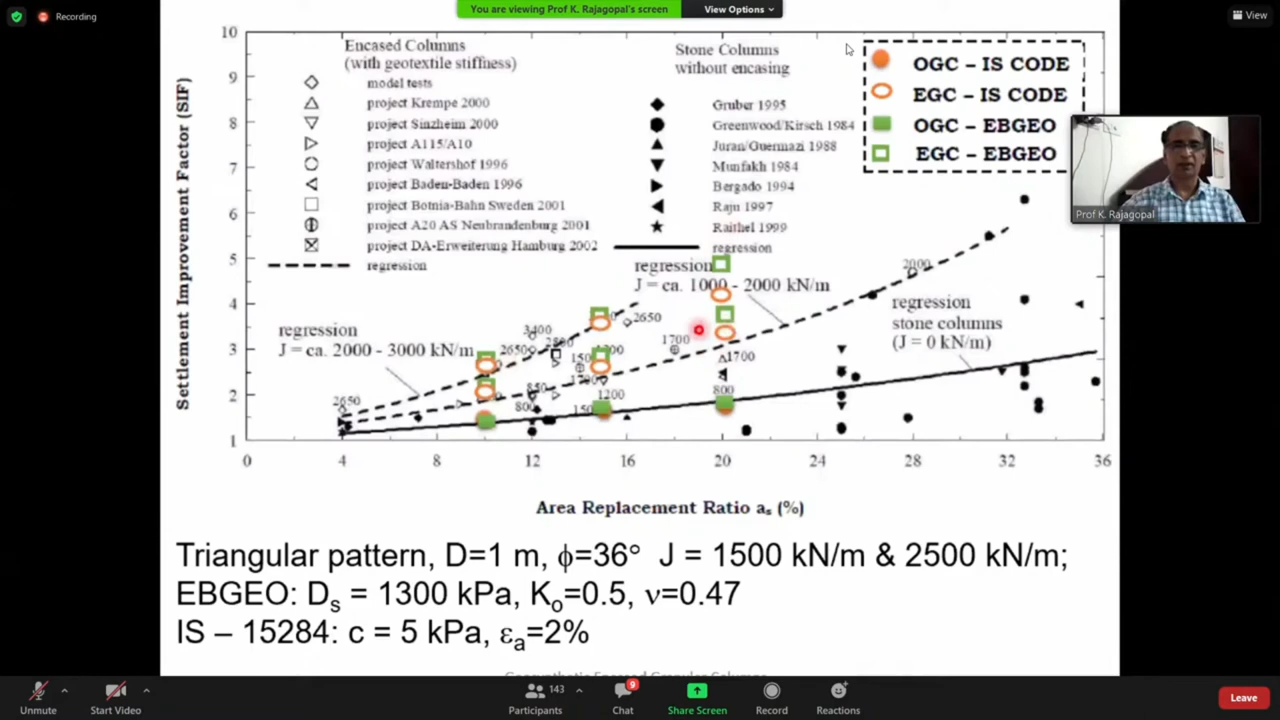 Recording
You are viewing Prof K. Rajagopal's screen
View Options
View
10
9
8
7
6
5
4
3
2
1
Settlement Improvement Factor (SIF)
Encased Columns
(with geotextile stiffness)
model tests
project Krempe 2000
project Sinzheim 2000
project A115/A10
project Waltershof 1996
project Baden-Baden 1996
project Botnia-Bahn Sweden 2001
project A20 AS Neubrandenburg 2001
project DA-Erweiterung Hamburg 2002
regression
Stone Columns
without encasing
Gruber 1995
Greenwood/Kirsch 1984
Juran/Guermazi 1988
Munfakh 1984
Bergado 1994
Raju 1997
Raithel 1999
regression
OGC – IS CODE
EGC – IS CODE
OGC – EBGEO
EGC – EBGEO
Prof K. Rajagopal
regression
J = ca. 1000 - 2000 kN/m
regression
J = ca. 2000 - 3000 kN/m
regression
stone columns
(J = 0 kN/m)
2000
3400
2650
2650
1700
1700
2650
850
800
1200
800
0 4 8 12 16 20 24 28 32 36
Area Replacement Ratio aₛ (%)
Triangular pattern, D=1 m, ϕ=36° J = 1500 kN/m & 2500 kN/m;
EBGEO: Dₛ = 1300 kPa, Kₒ=0.5, ν=0.47
IS – 15284: c = 5 kPa, εₐ=2%
Unmute
Start Video
143
Participants
9
Chat
Share Screen
Record
Reactions
Leave